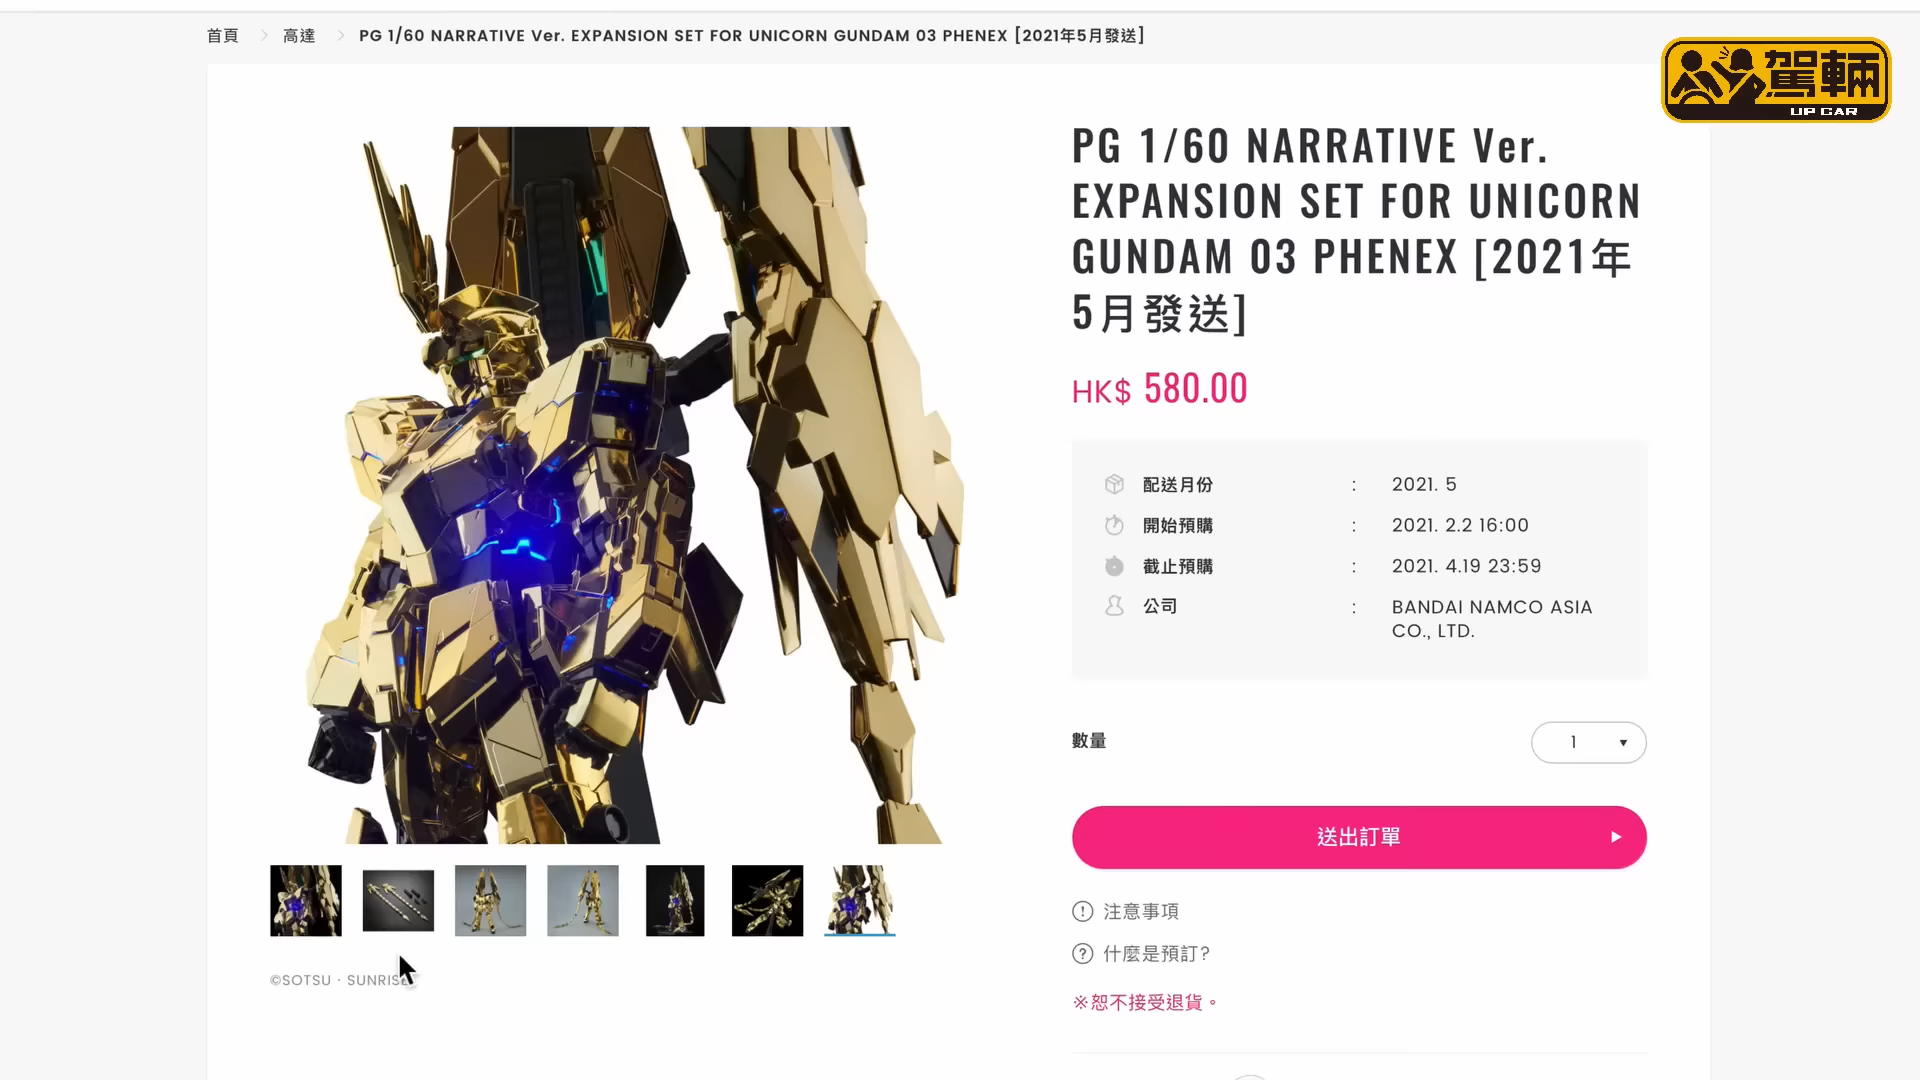 首頁 > 高達 > PG 1/60 NARRATIVE Ver. EXPANSION SET FOR UNICORN GUNDAM 03 PHENEX [2021年5月發送]
駕輛
UP CAR
PG 1/60 NARRATIVE Ver.
EXPANSION SET FOR UNICORN
GUNDAM 03 PHENEX [2021年
5月發送]
HK$ 580.00
配送月份 : 2021. 5
開始預購 : 2021. 2.2 16:00
截止預購 : 2021. 4.19 23:59
公司 : BANDAI NAMCO ASIA
CO., LTD.
數量 1
送出訂單
注意事項
什麼是預訂?
※恕不接受退貨。
©SOTSU · SUNRISE